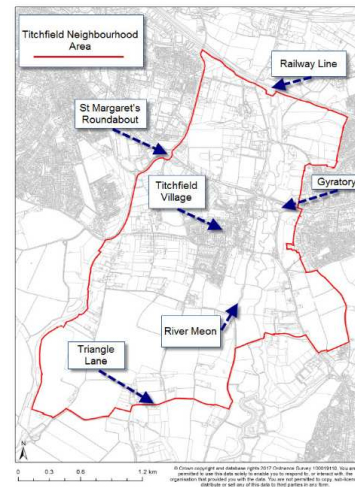 Titchfield Neighbourhood
Area
Railway Line
St Margaret's
Roundabout
Titchfield
Village
Gyratory
River Meon
Triangle
Lane
N
0 0.3 0.6 1.2 km
© Crown copyright and database rights 2017 Ordnance Survey
permitted to use this data solely to enable you to respond to, or interact with, the
organisation that provided you with the data. You are not permitted to copy, sub-licence,
distribute or sell any of this data to third parties in any form.